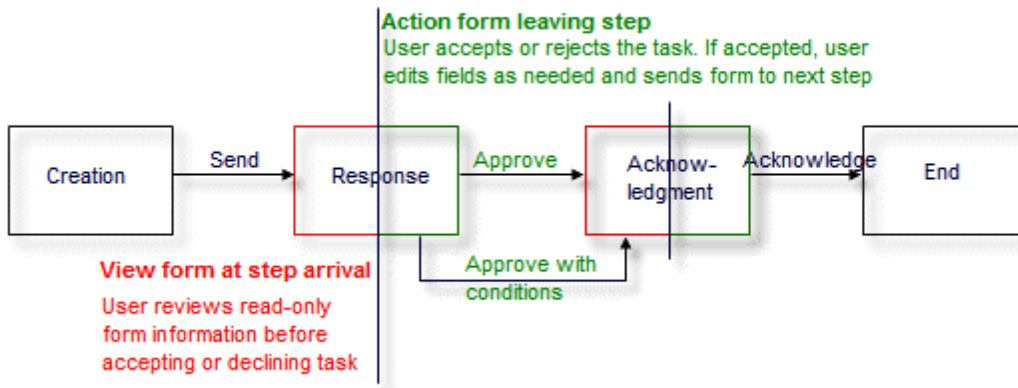 Action form leaving step
User accepts or rejects the task. If accepted, user
edits fields as needed and sends form to next step
Creation
Send
Response
Approve
Acknow-
ledgment
Acknowledge
End
Approve with
conditions
View form at step arrival
User reviews read-only
form information before
accepting or declining task